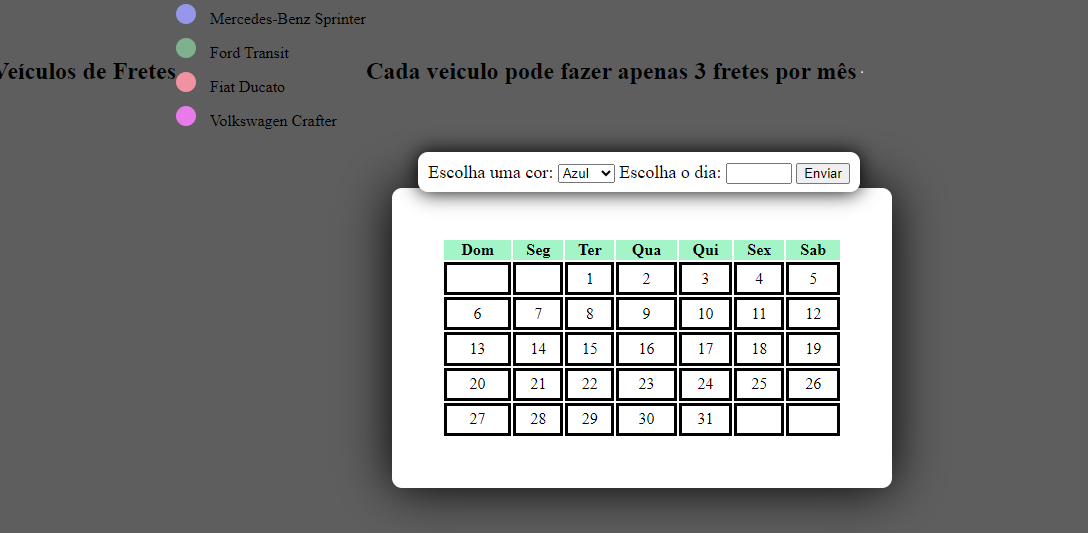 Mercedes-Benz Sprinter
Ford Transit
Veículos de Fretes
Cada veiculo pode fazer apenas 3 fretes por mês
Fiat Ducato
Volkswagen Crafter
Escolha uma cor: Azul Escolha o dia: Enviar
Dom Seg Ter Qua Qui Sex Sab
1 2 3 4 5
6 7 8 9 10 11 12
13 14 15 16 17 18 19
20 21 22 23 24 25 26
27 28 29 30 31